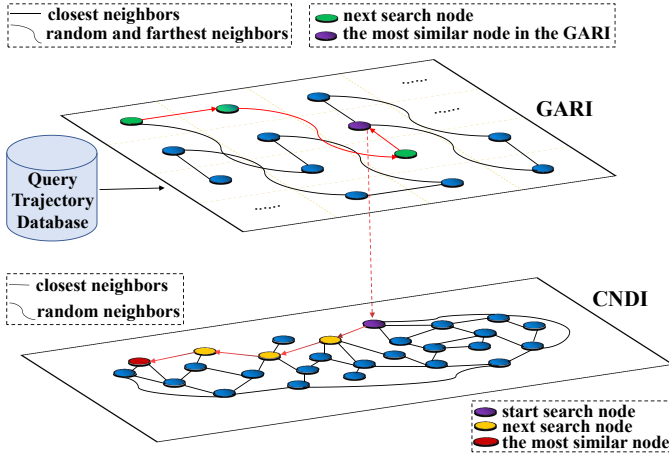 closest neighbors
random and farthest neighbors
next search node
the most similar node in the GARI
......
GARI
Query
Trajectory
Database
......
closest neighbors
random neighbors
CNDI
start search node
next search node
the most similar node